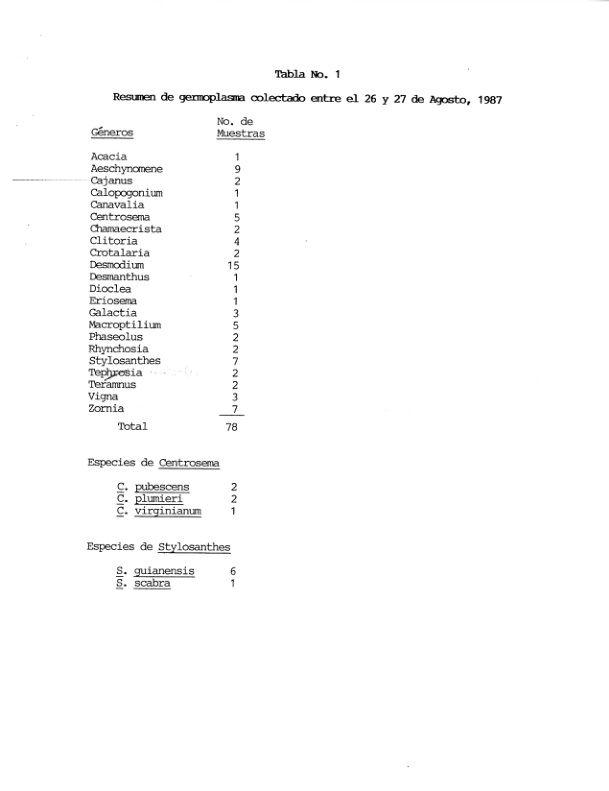 Tabla No. 1
Resumen de germoplasma colectado entre el 26 y 27 de Agosto, 1987
Géneros No. de Muestras
Acacia 1
Aeschynomene 9
Cajanus 2
Calopogonium 1
Canavalia 1
Centrosema 5
Chamaecrista 2
Clitoria 4
Crotalaria 2
Desmodium 15
Desmanthus 1
Dioclea 1
Eriosema 1
Galactia 3
Macroptilium 5
Phaseolus 2
Rhynchosia 2
Stylosanthes 7
Tephrosia 2
Teramnus 2
Vigna 3
Zornia 7
Total 78
Especies de Centrosema
C. pubescens 2
C. plumieri 2
C. virginianum 1
Especies de Stylosanthes
S. guianensis 6
S. scabra 1